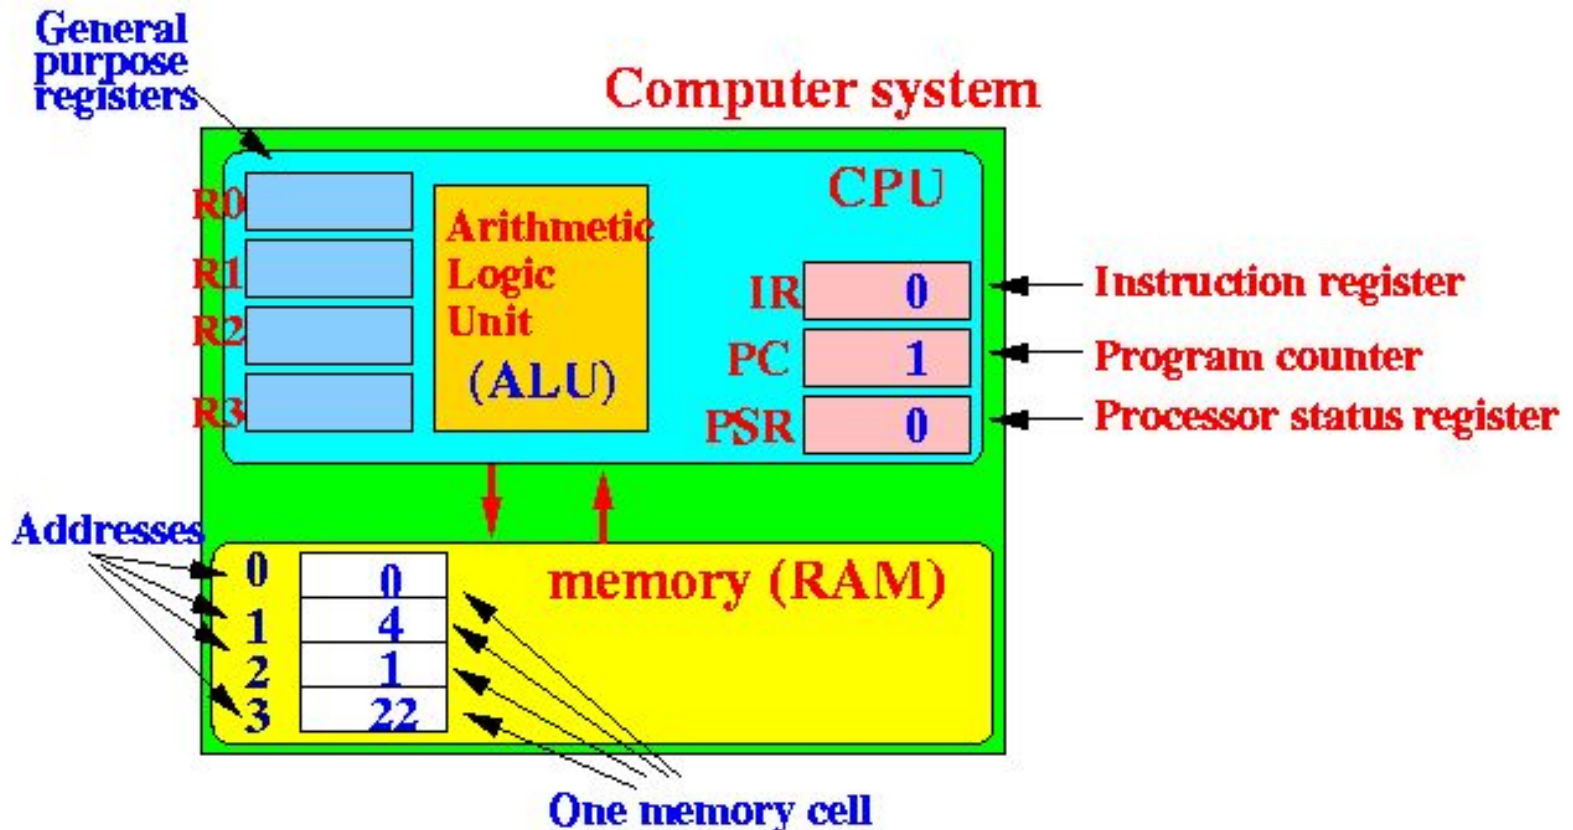 General
purpose
registers
Computer system
CPU
R0
R1
R2
R3
Arithmetic
Logic
Unit
(ALU)
IR 0
PC 1
PSR 0
Instruction register
Program counter
Processor status register
Addresses
memory (RAM)
0 0
1 4
2 1
3 22
One memory cell